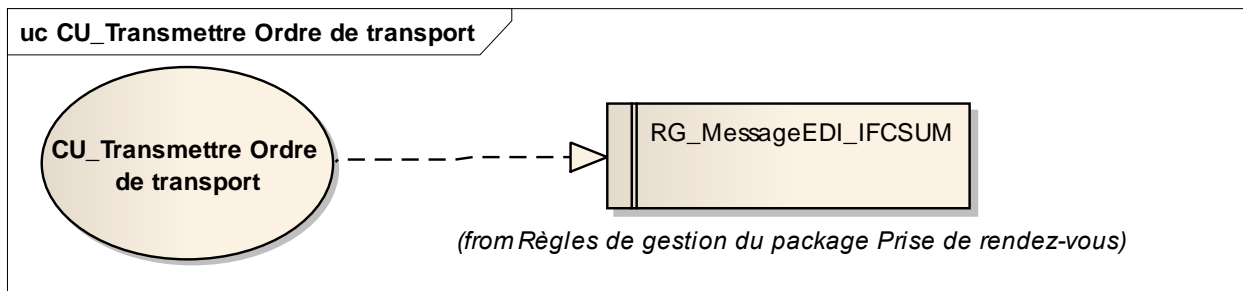 uc CU_Transmettre Ordre de transport
CU_Transmettre Ordre
de transport
RG_MessageEDI_IFCSUM
(from Règles de gestion du package Prise de rendez-vous)